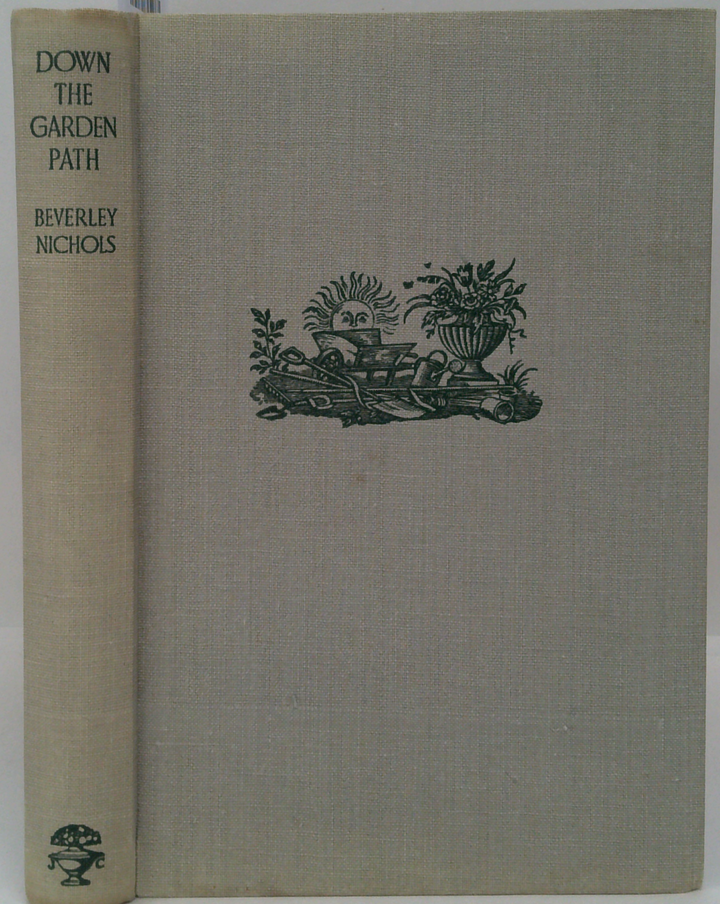 DOWN
THE
GARDEN
PATH
BEVERLEY
NICHOLS